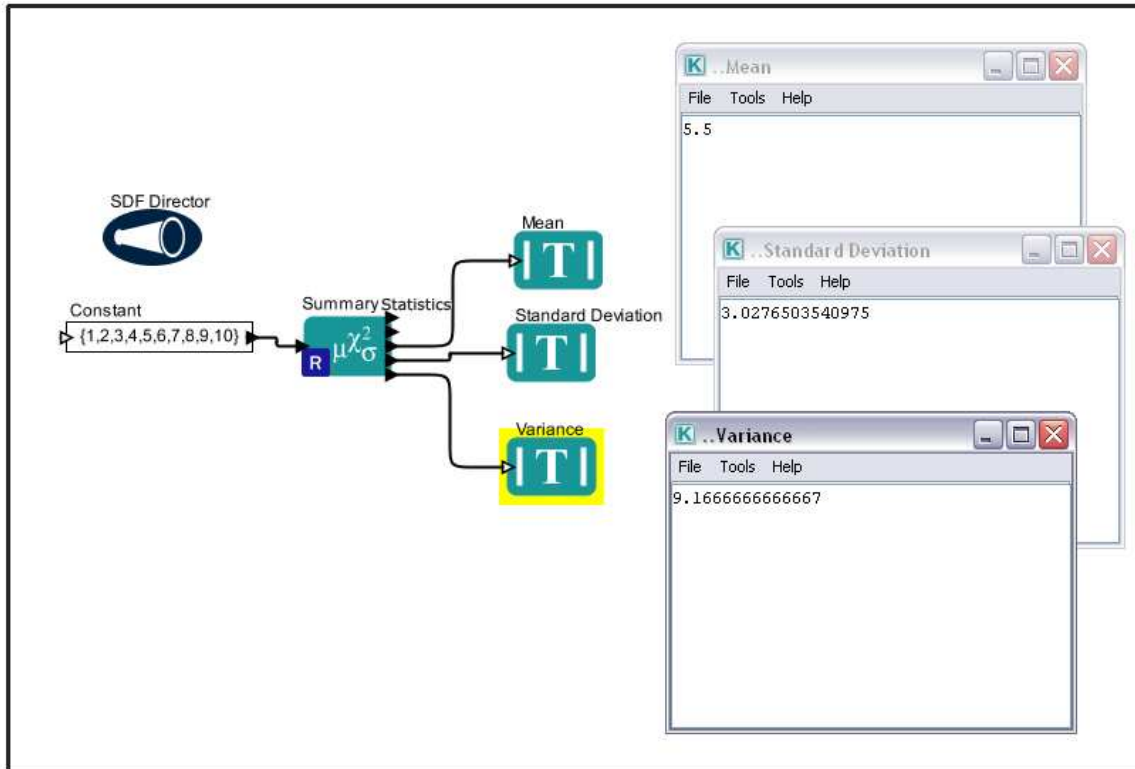 SDF Director
Constant
{1,2,3,4,5,6,7,8,9,10}
Summary Statistics
R
μχ²σ
Mean
T
Standard Deviation
T
Variance
T
K ..Mean
File Tools Help
5.5
K ..Standard Deviation
File Tools Help
3.0276503540975
K ..Variance
File Tools Help
9.1666666666667